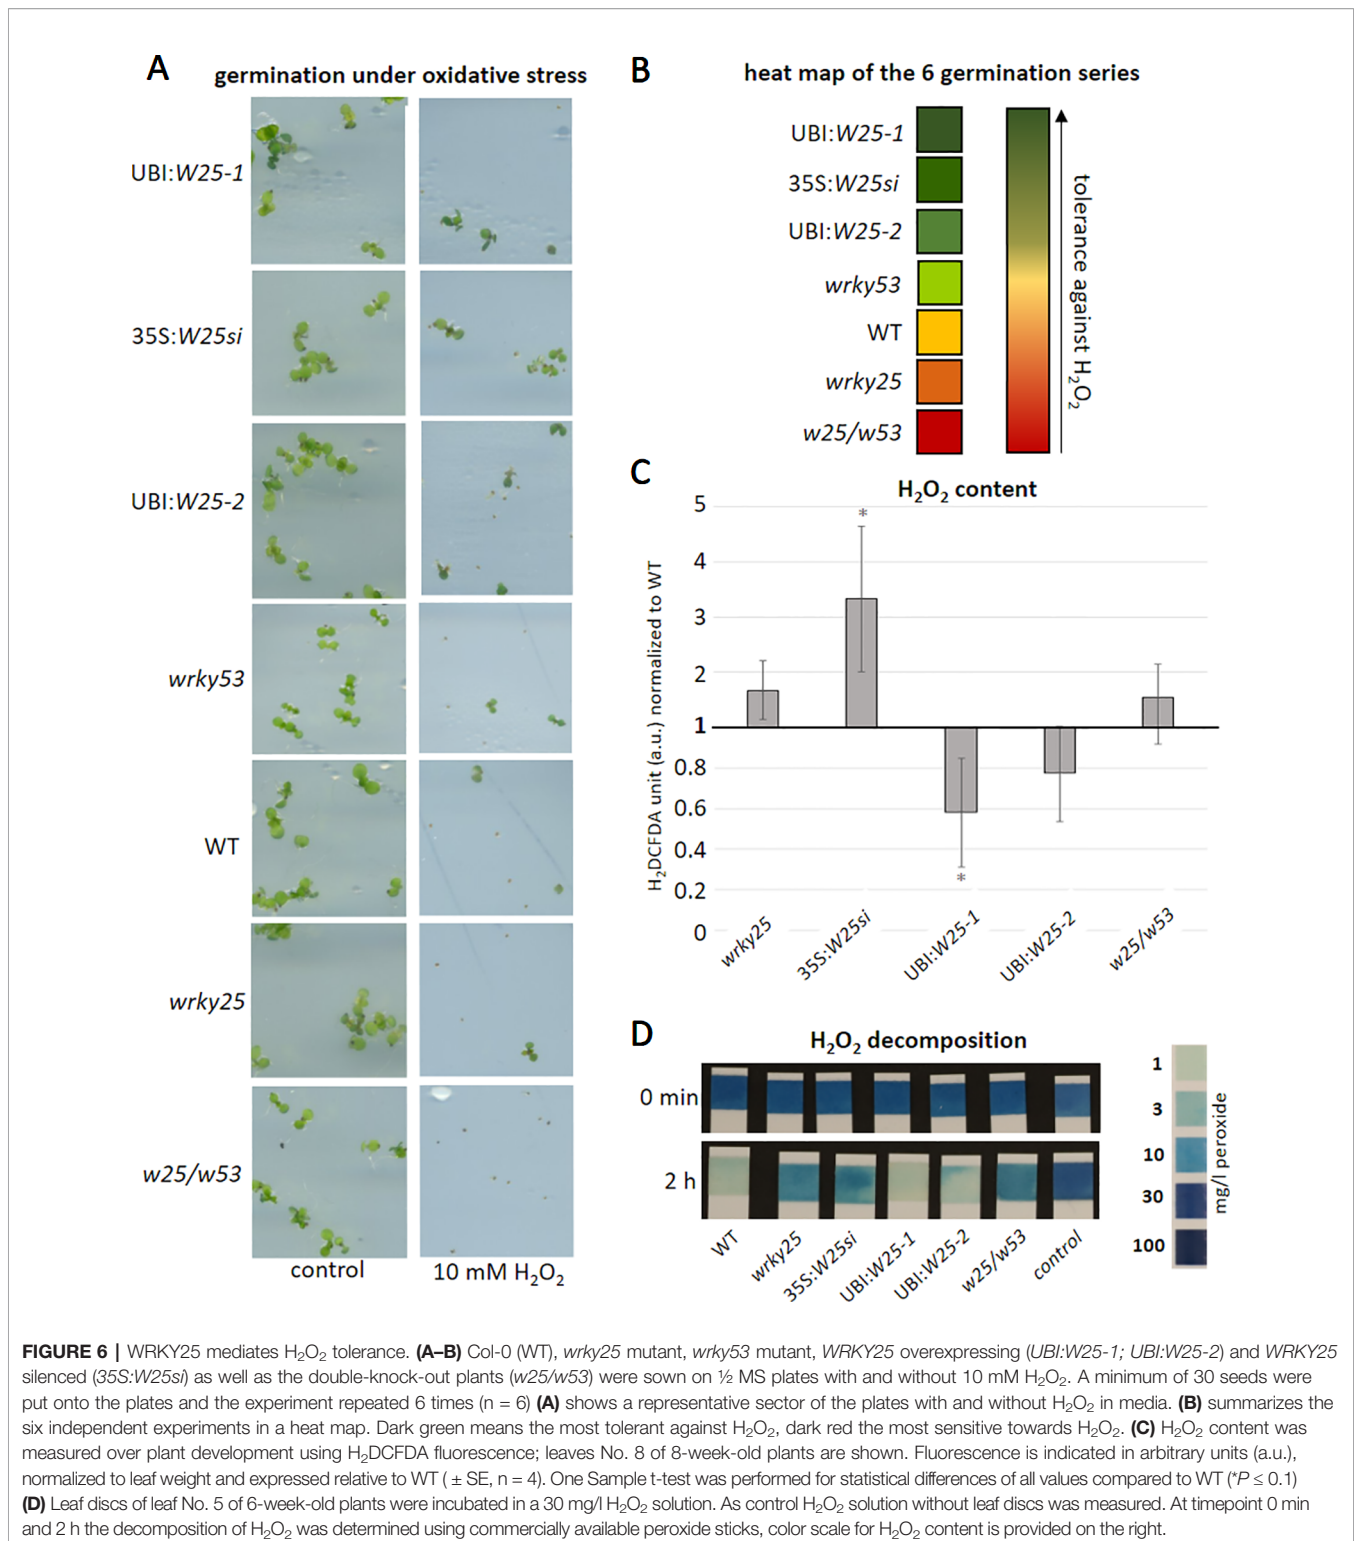 A
germination under oxidative stress
UBI:W25-1
35S:W25si
UBI:W25-2
wrky53
WT
wrky25
w25/w53
control
10 mM H₂O₂
B
heat map of the 6 germination series
UBI:W25-1
35S:W25si
UBI:W25-2
wrky53
WT
wrky25
w25/w53
tolerance against H₂O₂
C
H₂O₂ content
H₂DCFDA unit (a.u.) normalized to WT
5
4
3
2
1
0.8
0.6
0.4
0.2
0
*
*
wrky25
35S:W25si
UBI:W25-1
UBI:W25-2
w25/w53
D
H₂O₂ decomposition
0 min
2 h
WT
wrky25
35S:W25si
UBI:W25-1
UBI:W25-2
w25/w53
control
1
3
10
30
100
mg/l peroxide
FIGURE 6 | WRKY25 mediates H₂O₂ tolerance. (A–B) Col-0 (WT), wrky25 mutant, wrky53 mutant, WRKY25 overexpressing (UBI:W25-1; UBI:W25-2) and WRKY25
silenced (35S:W25si) as well as the double-knock-out plants (w25/w53) were sown on ½ MS plates with and without 10 mM H₂O₂. A minimum of 30 seeds were
put onto the plates and the experiment repeated 6 times (n = 6) (A) shows a representative sector of the plates with and without H₂O₂ in media. (B) summarizes the
six independent experiments in a heat map. Dark green means the most tolerant against H₂O₂, dark red the most sensitive towards H₂O₂. (C) H₂O₂ content was
measured over plant development using H₂DCFDA fluorescence; leaves No. 8 of 8-week-old plants are shown. Fluorescence is indicated in arbitrary units (a.u.),
normalized to leaf weight and expressed relative to WT ( ± SE, n = 4). One Sample t-test was performed for statistical differences of all values compared to WT (*P ≤ 0.1)
(D) Leaf discs of leaf No. 5 of 6-week-old plants were incubated in a 30 mg/l H₂O₂ solution. As control H₂O₂ solution without leaf discs was measured. At timepoint 0 min
and 2 h the decomposition of H₂O₂ was determined using commercially available peroxide sticks, color scale for H₂O₂ content is provided on the right.